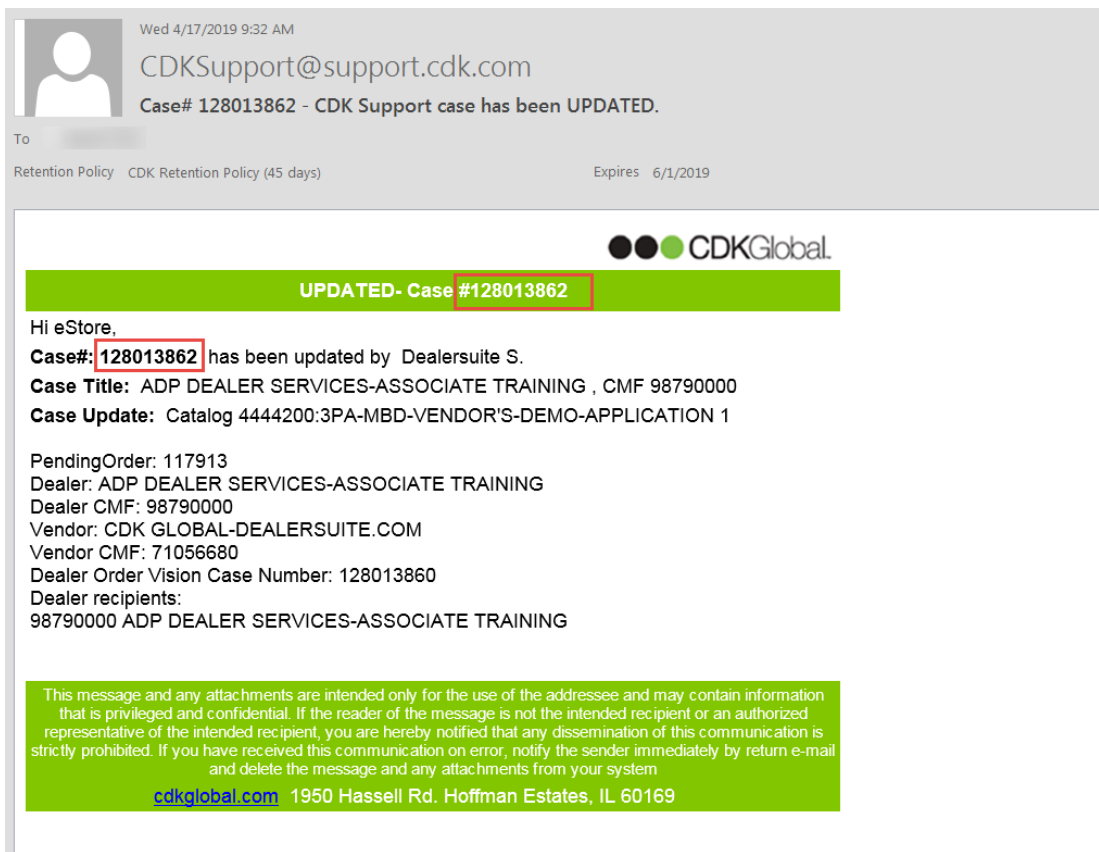 Wed 4/17/2019 9:32 AM
CDKSupport@support.cdk.com
Case# 128013862 - CDK Support case has been UPDATED.
To
Retention Policy CDK Retention Policy (45 days) Expires 6/1/2019
CDKGlobal.
UPDATED- Case #128013862
Hi eStore,
Case#: 128013862 has been updated by Dealersuite S.
Case Title: ADP DEALER SERVICES-ASSOCIATE TRAINING , CMF 98790000
Case Update: Catalog 4444200:3PA-MBD-VENDOR'S-DEMO-APPLICATION 1
PendingOrder: 117913
Dealer: ADP DEALER SERVICES-ASSOCIATE TRAINING
Dealer CMF: 98790000
Vendor: CDK GLOBAL-DEALERSUITE.COM
Vendor CMF: 71056680
Dealer Order Vision Case Number: 128013860
Dealer recipients:
98790000 ADP DEALER SERVICES-ASSOCIATE TRAINING
This message and any attachments are intended only for the use of the addressee and may contain information
that is privileged and confidential. If the reader of the message is not the intended recipient or an authorized
representative of the intended recipient, you are hereby notified that any dissemination of this communication is
strictly prohibited. If you have received this communication on error, notify the sender immediately by return e-mail
and delete the message and any attachments from your system
cdkglobal.com 1950 Hassell Rd. Hoffman Estates, IL 60169